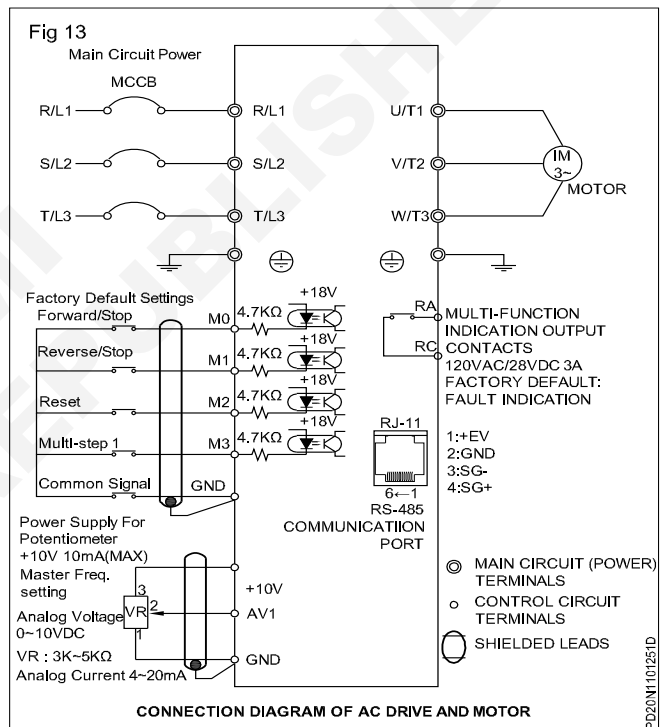 Fig 13
Main Circuit Power
MCCB
R/L1
R/L1
U/T1
S/L2
S/L2
V/T2
IM
3~
MOTOR
T/L3
T/L3
W/T3
Factory Default Settings
Forward/Stop
M0
4.7KΩ
+18V
Reverse/Stop
M1
4.7KΩ
+18V
Reset
M2
4.7KΩ
+18V
Multi-step 1
M3
4.7KΩ
+18V
Common Signal
GND
RA
RC
MULTI-FUNCTION
INDICATION OUTPUT
CONTACTS
120VAC/28VDC 3A
FACTORY DEFAULT:
FAULT INDICATION
RJ-11
6←1
RS-485
COMMUNICATION
PORT
1:+EV
2:GND
3:SG-
4:SG+
Power Supply For
Potentiometer
+10V 10mA(MAX)
Master Freq.
setting
Analog Voltage
0~10VDC
VR : 3K~5KΩ
Analog Current 4~20mA
3
VR
2
1
+10V
AV1
GND
MAIN CIRCUIT (POWER)
TERMINALS
CONTROL CIRCUIT
TERMINALS
SHIELDED LEADS
CONNECTION DIAGRAM OF AC DRIVE AND MOTOR
PD20N1101251D